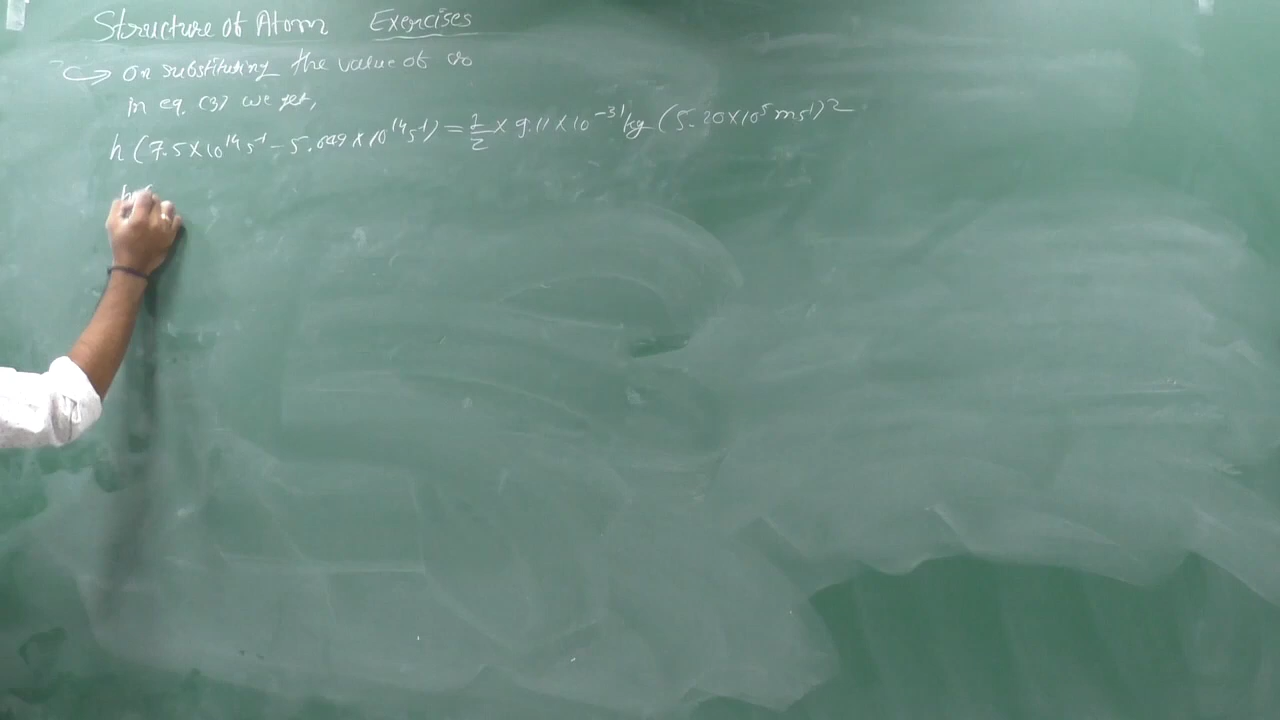 Structure of Atom Exercises
on substituting the value of v₀
in eq. (3) we get,
h (7.5×10¹⁴s⁻¹ – 5.049×10¹⁴s⁻¹) = 1/2 × 9.11×10⁻³¹kg (5.20×10⁵ms⁻¹)²
h (